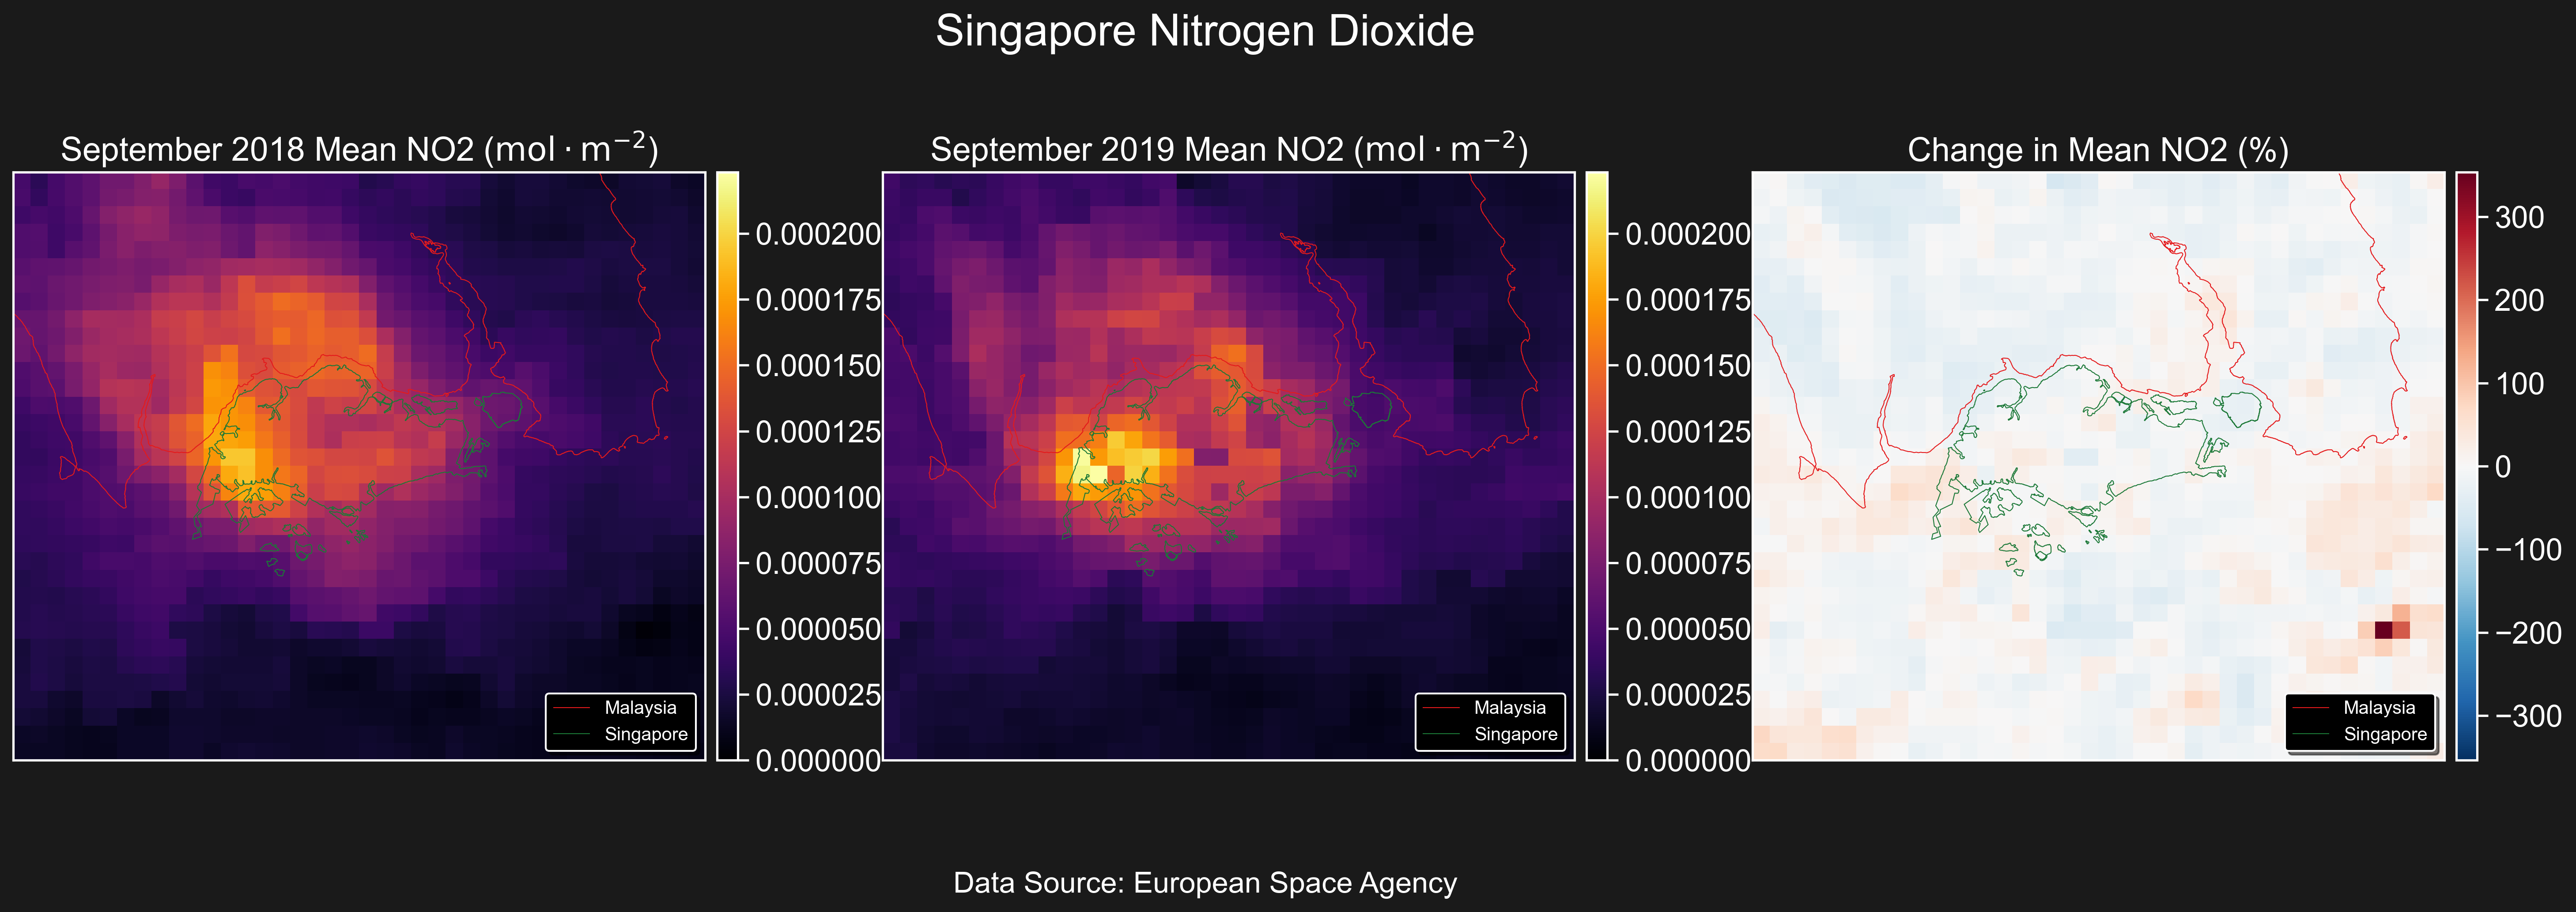 Singapore Nitrogen Dioxide
September 2018 Mean NO2 (mol · m⁻²)
0.000200
0.000175
0.000150
0.000125
0.000100
0.000075
0.000050
0.000025
0.000000
Malaysia
Singapore
September 2019 Mean NO2 (mol · m⁻²)
0.000200
0.000175
0.000150
0.000125
0.000100
0.000075
0.000050
0.000025
0.000000
Malaysia
Singapore
Change in Mean NO2 (%)
300
200
100
0
−100
−200
−300
Malaysia
Singapore
Data Source: European Space Agency